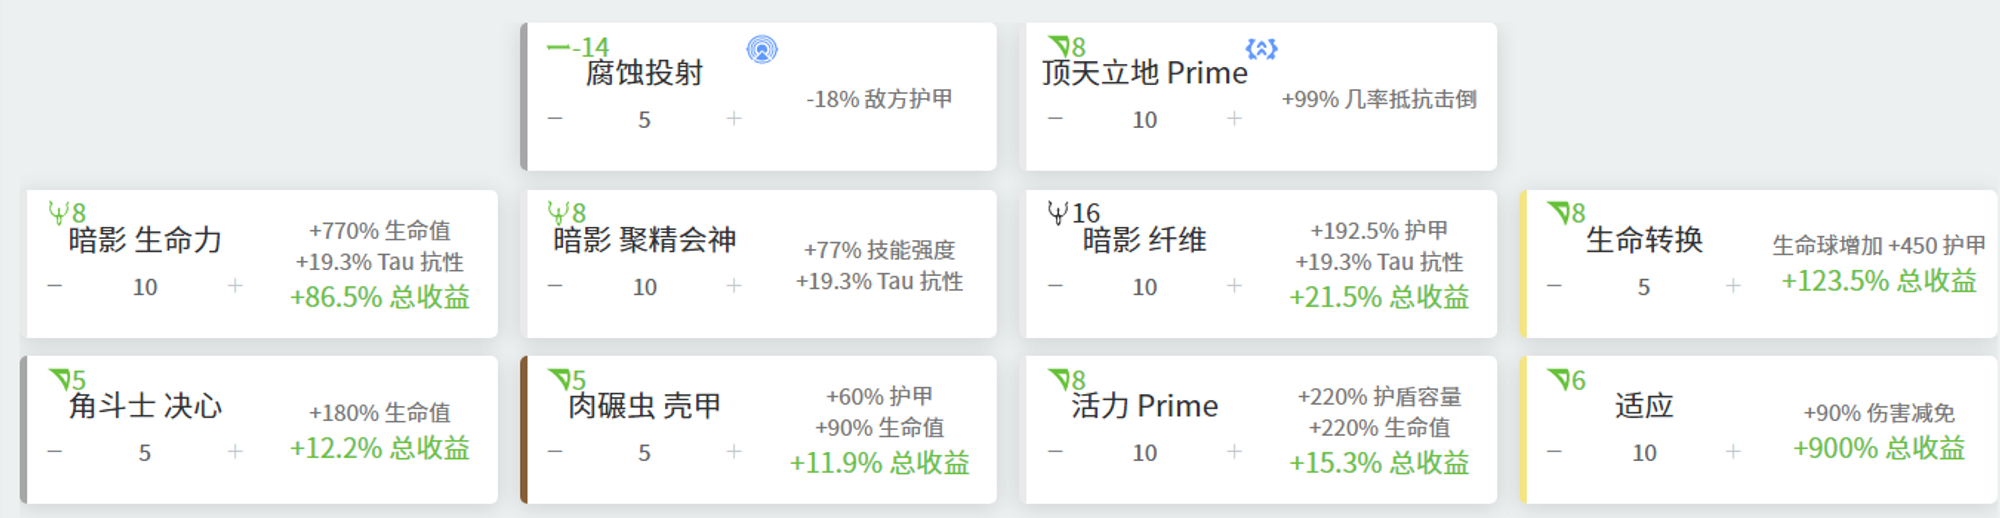 -14
腐蚀投射
-18% 敌方护甲
− 5 +
8
顶天立地 Prime
+99% 几率抵抗击倒
− 10 +
8
暗影 生命力
+770% 生命值
+19.3% Tau 抗性
+86.5% 总收益
− 10 +
8
暗影 聚精会神
+77% 技能强度
+19.3% Tau 抗性
− 10 +
16
暗影 纤维
+192.5% 护甲
+19.3% Tau 抗性
+21.5% 总收益
− 10 +
8
生命转换
生命球增加 +450 护甲
+123.5% 总收益
− 5 +
5
角斗士 决心
+180% 生命值
+12.2% 总收益
− 5 +
5
肉碾虫 壳甲
+60% 护甲
+90% 生命值
+11.9% 总收益
− 5 +
8
活力 Prime
+220% 护盾容量
+220% 生命值
+15.3% 总收益
− 10 +
6
适应
+90% 伤害减免
+900% 总收益
− 10 +